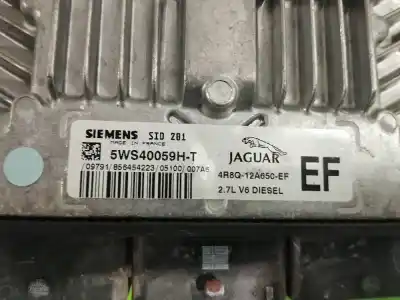 SIEMENS SID 201
MADE IN FRANCE
5WS40059H-T
/09791/856454223/05100/007A6
JAGUAR
4R8Q-12A650-EF
2.7L V6 DIESEL
EF